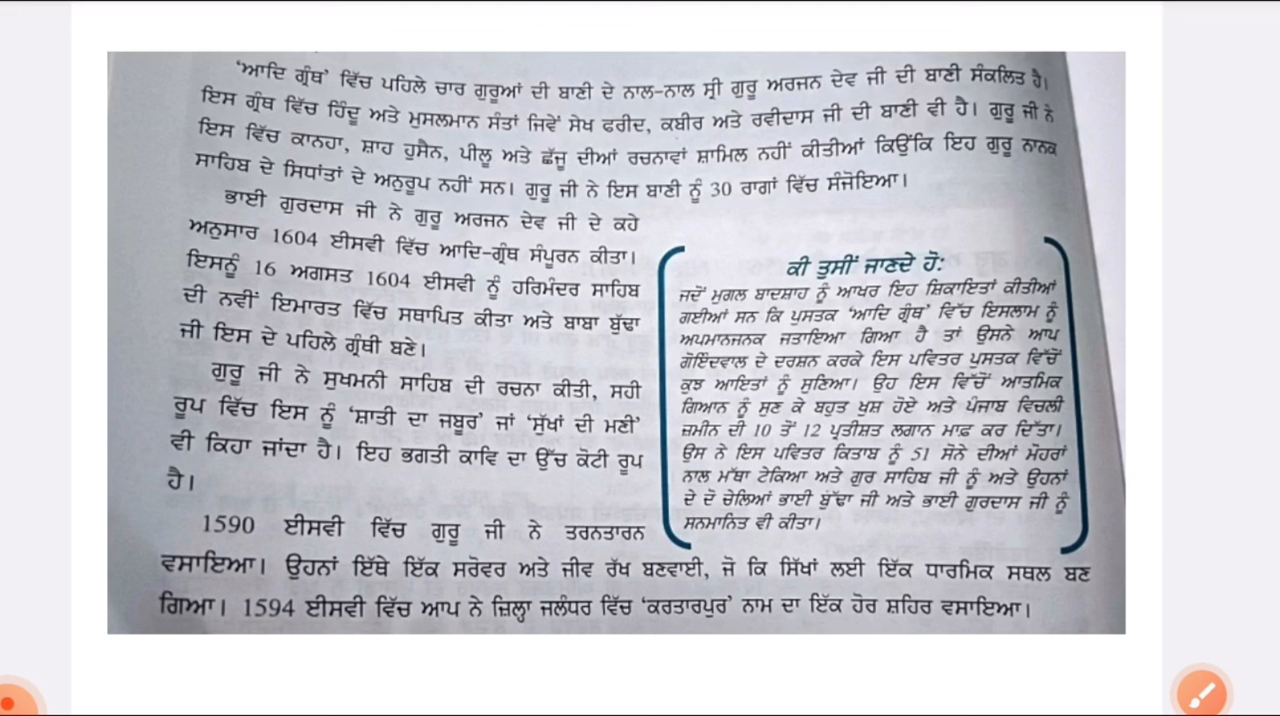 'ਆਦਿ ਗ੍ਰੰਥ' ਵਿੱਚ ਪਹਿਲੇ ਚਾਰ ਗੁਰੂਆਂ ਦੀ ਬਾਣੀ ਦੇ ਨਾਲ-ਨਾਲ ਸ੍ਰੀ ਗੁਰੂ ਅਰਜਨ ਦੇਵ ਜੀ ਦੀ ਬਾਣੀ ਸੰਕਲਿਤ ਹੈ।
ਇਸ ਗ੍ਰੰਥ ਵਿੱਚ ਹਿੰਦੂ ਅਤੇ ਮੁਸਲਮਾਨ ਸੰਤਾਂ ਜਿਵੇਂ ਸੇਖ ਫਰੀਦ, ਕਬੀਰ ਅਤੇ ਰਵੀਦਾਸ ਜੀ ਦੀ ਬਾਣੀ ਵੀ ਹੈ। ਗੁਰੂ ਜੀ ਨੇ
ਇਸ ਵਿੱਚ ਕਾਨਹਾ, ਸ਼ਾਹ ਹੁਸੈਨ, ਪੀਲੂ ਅਤੇ ਛੱਜੂ ਦੀਆਂ ਰਚਨਾਵਾਂ ਸ਼ਾਮਿਲ ਨਹੀਂ ਕੀਤੀਆਂ ਕਿਉਂਕਿ ਇਹ ਗੁਰੂ ਨਾਨਕ
ਸਾਹਿਬ ਦੇ ਸਿਧਾਂਤਾਂ ਦੇ ਅਨੁਰੂਪ ਨਹੀਂ ਸਨ। ਗੁਰੂ ਜੀ ਨੇ ਇਸ ਬਾਣੀ ਨੂੰ 30 ਰਾਗਾਂ ਵਿੱਚ ਸੰਜੋਇਆ।
ਭਾਈ ਗੁਰਦਾਸ ਜੀ ਨੇ ਗੁਰੂ ਅਰਜਨ ਦੇਵ ਜੀ ਦੇ ਕਹੇ
ਅਨੁਸਾਰ 1604 ਈਸਵੀ ਵਿੱਚ ਆਦਿ-ਗ੍ਰੰਥ ਸੰਪੂਰਨ ਕੀਤਾ।
ਇਸਨੂੰ 16 ਅਗਸਤ 1604 ਈਸਵੀ ਨੂੰ ਹਰਿਮੰਦਰ ਸਾਹਿਬ
ਦੀ ਨਵੀਂ ਇਮਾਰਤ ਵਿੱਚ ਸਥਾਪਿਤ ਕੀਤਾ ਅਤੇ ਬਾਬਾ ਬੁੱਢਾ
ਜੀ ਇਸ ਦੇ ਪਹਿਲੇ ਗ੍ਰੰਥੀ ਬਣੇ।
ਗੁਰੂ ਜੀ ਨੇ ਸੁਖਮਨੀ ਸਾਹਿਬ ਦੀ ਰਚਨਾ ਕੀਤੀ, ਸਹੀ
ਰੂਪ ਵਿੱਚ ਇਸ ਨੂੰ 'ਸ਼ਾਤੀ ਦਾ ਜਬੂਰ' ਜਾਂ 'ਸੁੱਖਾਂ ਦੀ ਮਣੀ'
ਵੀ ਕਿਹਾ ਜਾਂਦਾ ਹੈ। ਇਹ ਭਗਤੀ ਕਾਵਿ ਦਾ ਉੱਚ ਕੋਟੀ ਰੂਪ
ਹੈ।
ਕੀ ਤੁਸੀਂ ਜਾਣਦੇ ਹੋ:
ਜਦੋਂ ਮੁਗਲ ਬਾਦਸ਼ਾਹ ਨੂੰ ਆਖਰ ਇਹ ਸ਼ਿਕਾਇਤਾਂ ਕੀਤੀਆਂ
ਗਈਆਂ ਸਨ ਕਿ ਪੁਸਤਕ 'ਆਦਿ ਗ੍ਰੰਥ' ਵਿੱਚ ਇਸਲਾਮ ਨੂੰ
ਅਪਮਾਨਜਨਕ ਜਤਾਇਆ ਗਿਆ ਹੈ ਤਾਂ ਉਸਨੇ ਆਪ
ਗੋਇੰਦਵਾਲ ਦੇ ਦਰਸ਼ਨ ਕਰਕੇ ਇਸ ਪਵਿਤਰ ਪੁਸਤਕ ਵਿੱਚੋਂ
ਕੁਝ ਆਇਤਾਂ ਨੂੰ ਸੁਣਿਆ। ਉਹ ਇਸ ਵਿੱਚੋਂ ਆਤਮਿਕ
ਗਿਆਨ ਨੂੰ ਸੁਣ ਕੇ ਬਹੁਤ ਖੁਸ਼ ਹੋਏ ਅਤੇ ਪੰਜਾਬ ਵਿਚਲੀ
ਜ਼ਮੀਨ ਦੀ 10 ਤੋਂ 12 ਪ੍ਰਤੀਸ਼ਤ ਲਗਾਨ ਮਾਫ਼ ਕਰ ਦਿੱਤਾ।
ਉਸ ਨੇ ਇਸ ਪਵਿਤਰ ਕਿਤਾਬ ਨੂੰ 51 ਸੋਨੇ ਦੀਆਂ ਮੋਹਰਾਂ
ਨਾਲ ਮੱਥਾ ਟੇਕਿਆ ਅਤੇ ਗੁਰ ਸਾਹਿਬ ਜੀ ਨੂੰ ਅਤੇ ਉਹਨਾਂ
ਦੇ ਦੋ ਚੇਲਿਆਂ ਭਾਈ ਬੁੱਢਾ ਜੀ ਅਤੇ ਭਾਈ ਗੁਰਦਾਸ ਜੀ ਨੂੰ
ਸਨਮਾਨਿਤ ਵੀ ਕੀਤਾ।
1590 ਈਸਵੀ ਵਿੱਚ ਗੁਰੂ ਜੀ ਨੇ ਤਰਨਤਾਰਨ
ਵਸਾਇਆ। ਉਹਨਾਂ ਇੱਥੇ ਇੱਕ ਸਰੋਵਰ ਅਤੇ ਜੀਵ ਰੱਖ ਬਣਵਾਈ, ਜੋ ਕਿ ਸਿੱਖਾਂ ਲਈ ਇੱਕ ਧਾਰਮਿਕ ਸਥਲ ਬਣ
ਗਿਆ। 1594 ਈਸਵੀ ਵਿੱਚ ਆਪ ਨੇ ਜ਼ਿਲ੍ਹਾ ਜਲੰਧਰ ਵਿੱਚ 'ਕਰਤਾਰਪੁਰ' ਨਾਮ ਦਾ ਇੱਕ ਹੋਰ ਸ਼ਹਿਰ ਵਸਾਇਆ।